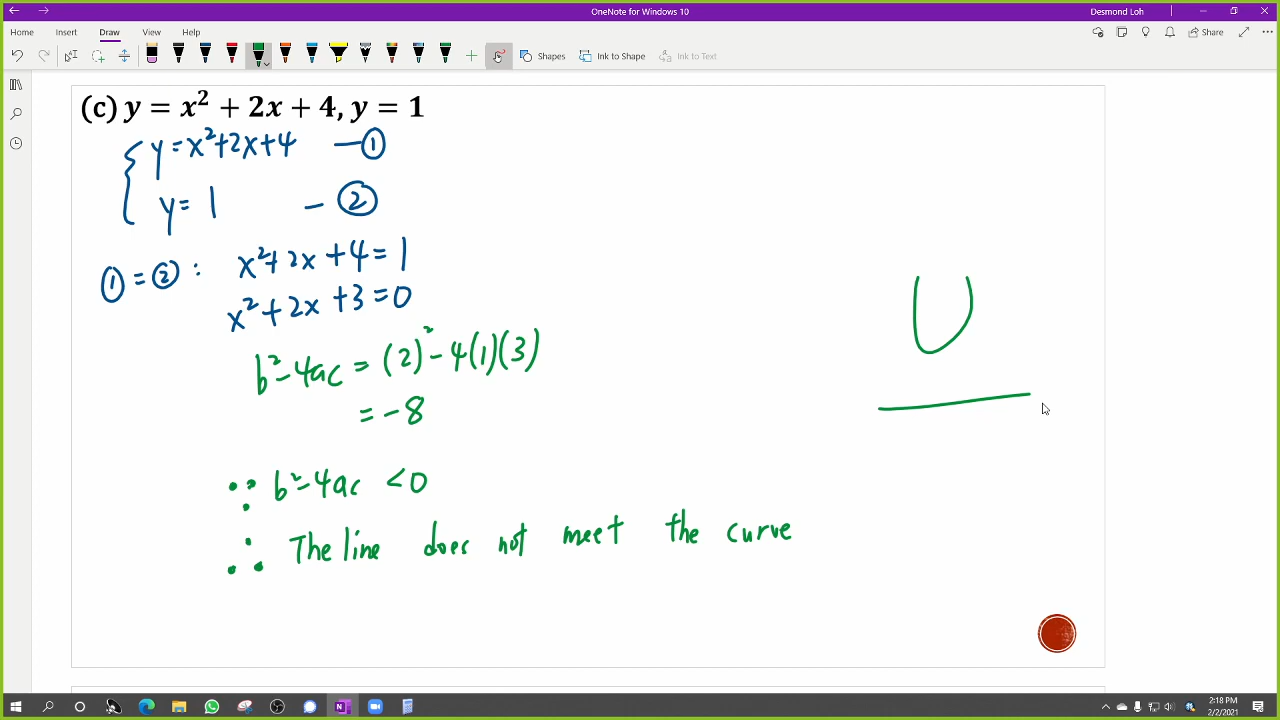 OneNote for Windows 10
Desmond Loh
Home Insert Draw View Help
Share
Shapes Ink to Shape Ink to Text
(c) y = x² + 2x + 4, y = 1
y = x²+2x+4 — ①
y = 1 - ②
① = ② : x²+2x+4 = 1
x²+2x+3 = 0
b²-4ac = (2)²-4(1)(3)
= -8
∵ b²-4ac < 0
∴ The line does not meet the curve
2:18 PM
2/2/2021